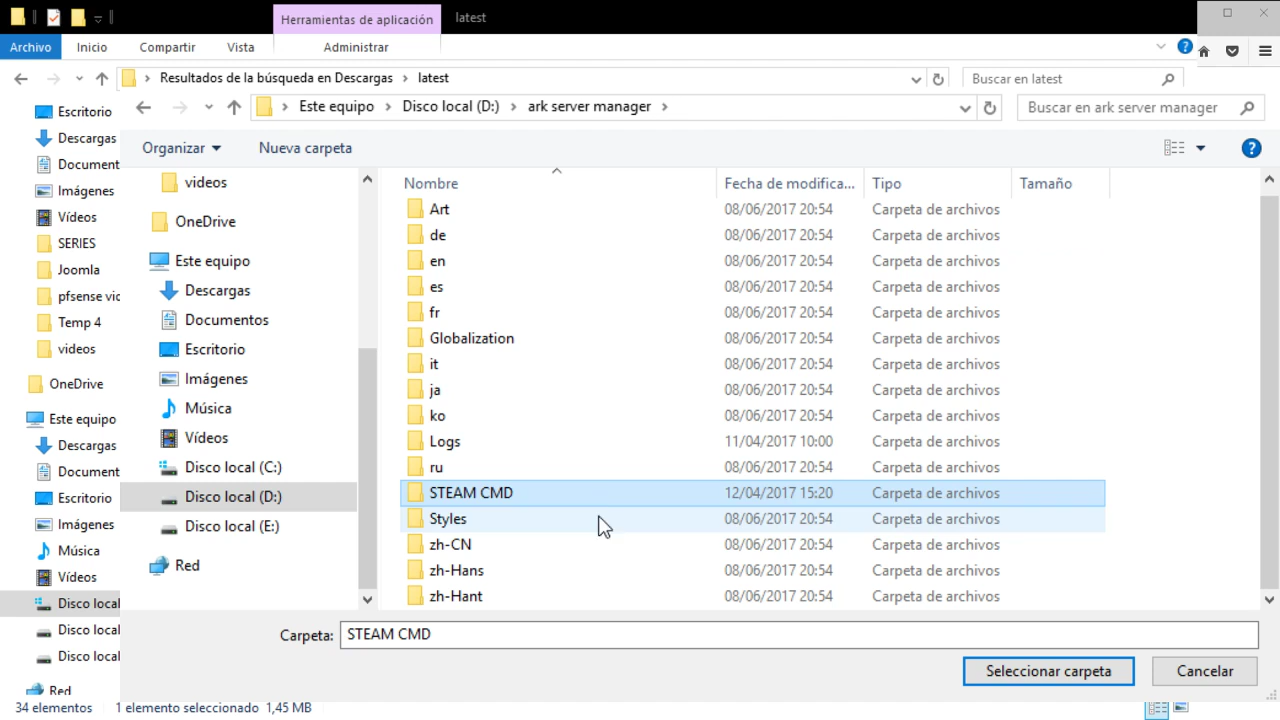 Herramientas de aplicación
latest
Archivo
Inicio
Compartir
Vista
Administrar
Resultados de la búsqueda en Descargas
latest
Buscar en latest
Este equipo
Disco local (D:)
ark server manager
Buscar en ark server manager
Organizar
Nueva carpeta
Escritorio
Descargas
Document
Imágenes
Vídeos
SERIES
Joomla
pfsense vid
Temp 4
videos
OneDrive
Este equipo
Descargas
Document
Escritorio
Imágenes
Música
Vídeos
Disco local
Disco local
Disco local
Red
videos
OneDrive
Este equipo
Descargas
Documentos
Escritorio
Imágenes
Música
Vídeos
Disco local (C:)
Disco local (D:)
Disco local (E:)
Red
Nombre Fecha de modifica... Tipo Tamaño
Art 08/06/2017 20:54 Carpeta de archivos
de 08/06/2017 20:54 Carpeta de archivos
en 08/06/2017 20:54 Carpeta de archivos
es 08/06/2017 20:54 Carpeta de archivos
fr 08/06/2017 20:54 Carpeta de archivos
Globalization 08/06/2017 20:54 Carpeta de archivos
it 08/06/2017 20:54 Carpeta de archivos
ja 08/06/2017 20:54 Carpeta de archivos
ko 08/06/2017 20:54 Carpeta de archivos
Logs 11/04/2017 10:00 Carpeta de archivos
ru 08/06/2017 20:54 Carpeta de archivos
STEAM CMD 12/04/2017 15:20 Carpeta de archivos
Styles 08/06/2017 20:54 Carpeta de archivos
zh-CN 08/06/2017 20:54 Carpeta de archivos
zh-Hans 08/06/2017 20:54 Carpeta de archivos
zh-Hant 08/06/2017 20:54 Carpeta de archivos
Carpeta: STEAM CMD
Seleccionar carpeta
Cancelar
34 elementos
1 elemento seleccionado 1,45 MB